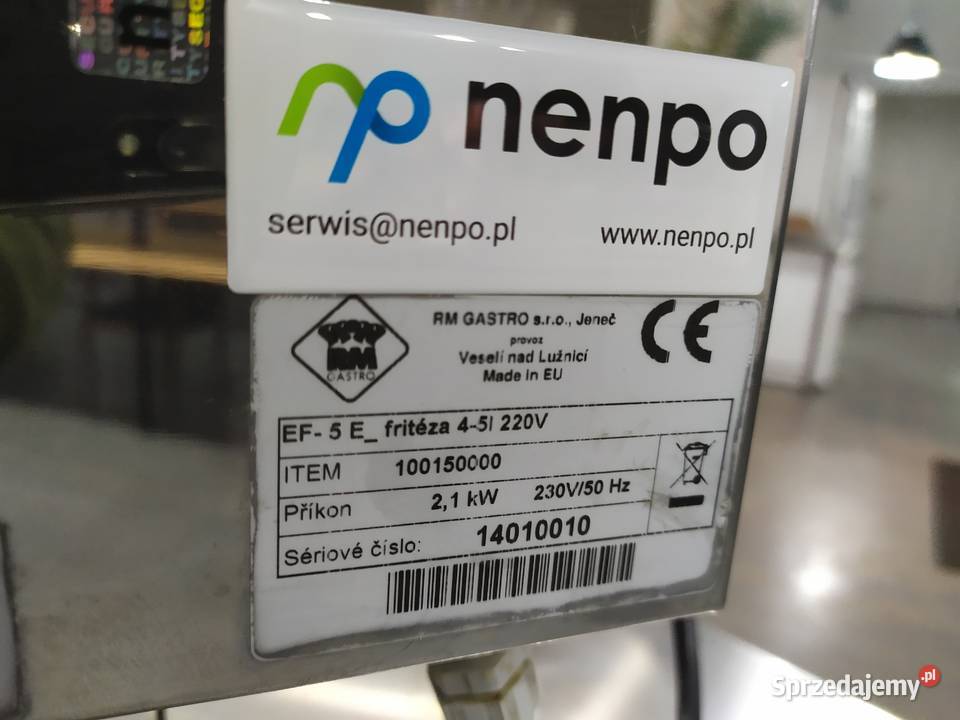 nenpo
serwis@nenpo.pl www.nenpo.pl
RM GASTRO
RM GASTRO s.r.o., Jeneč
provoz
Veselí nad Lužnicí
Made in EU
CE
EF- 5 E_ fritéza 4-5l 220V
ITEM 100150000
Příkon 2,1 kW 230V/50 Hz
Sériové číslo: 14010010
Sprzedajemy.pl